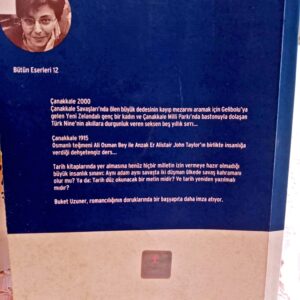 Bütün Eserleri 12
Çanakkale 2000
Çanakkale Savaşları'nda ölen büyük dedesinin kayıp mezarını aramak için Gelibolu'ya
gelen Yeni Zelandalı genç bir kadın ve Çanakkale Milli Parkı'nda bastonuyla dolaşan
Türk Nine'nin akıllara durgunluk veren seksen beş yıllık sırrı...
Çanakkale 1915
Osmanlı teğmeni Ali Osman Bey ile Anzak Er Alistair John Taylor'ın birlikte insanlığa
verdiği dehşetengiz ders...
Tarih kitaplarında yer almasına henüz hiçbir milletin izin vermeye hazır olmadığı
büyük insanlık sınavı: Aynı adam aynı savaşta iki düşman ülkede savaş kahramanı
olur mu? Ya da: Tarih düz okunacak bir metin midir? Ve tarih yeniden yazılmalı
mıdır?
Buket Uzuner, romancılığının doruklarında bir başyapıta daha imza atıyor.